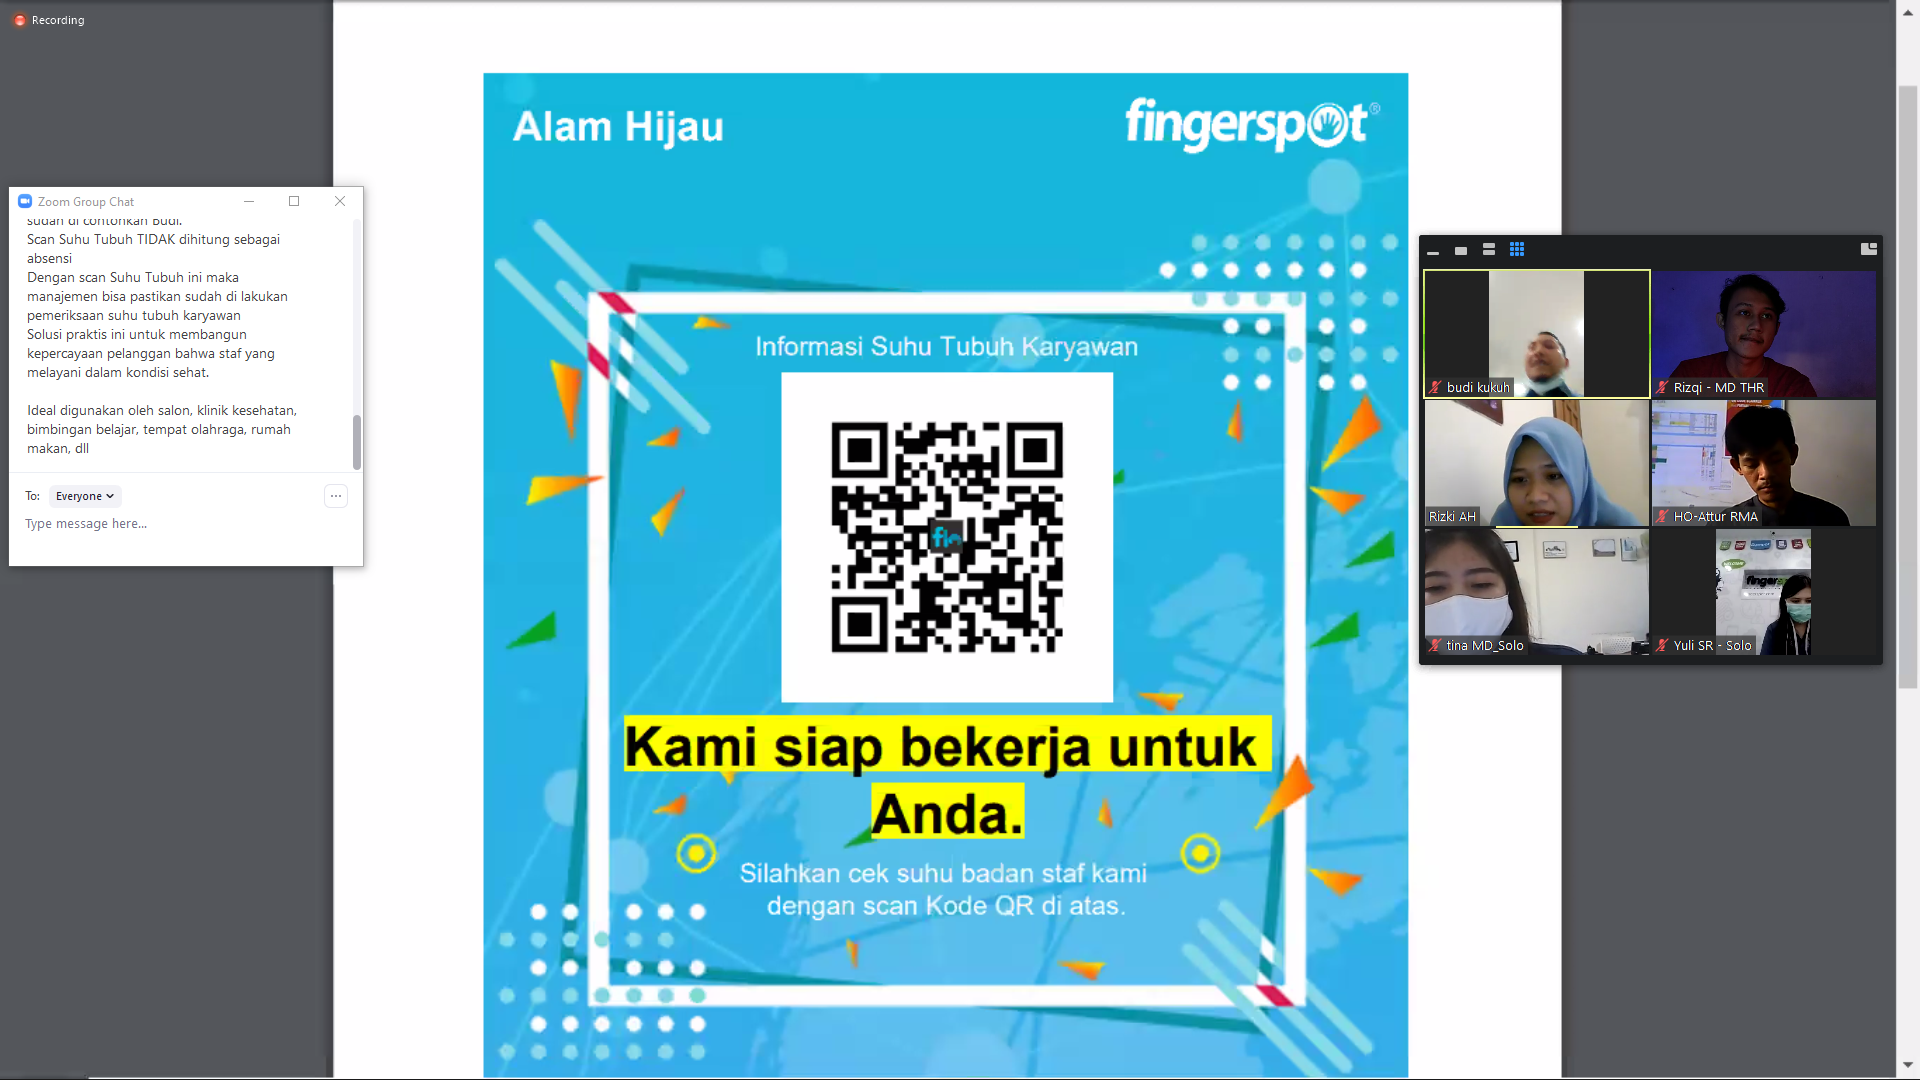 Recording
Zoom Group Chat
sudah di contohkan Budi.
Scan Suhu Tubuh TIDAK dihitung sebagai
absensi
Dengan scan Suhu Tubuh ini maka
manajemen bisa pastikan sudah di lakukan
pemeriksaan suhu tubuh karyawan
Solusi praktis ini untuk membangun
kepercayaan pelanggan bahwa staf yang
melayani dalam kondisi sehat.
Ideal digunakan oleh salon, klinik kesehatan,
bimbingan belajar, tempat olahraga, rumah
makan, dll
To: Everyone
Type message here...
Alam Hijau
fingerspot®
Informasi Suhu Tubuh Karyawan
Kami siap bekerja untuk
Anda.
Silahkan cek suhu badan staf kami
dengan scan Kode QR di atas.
budi kukuh
Rizqi - MD THR
Rizki AH
HO-Attur RMA
tina MD_Solo
Yuli SR - Solo